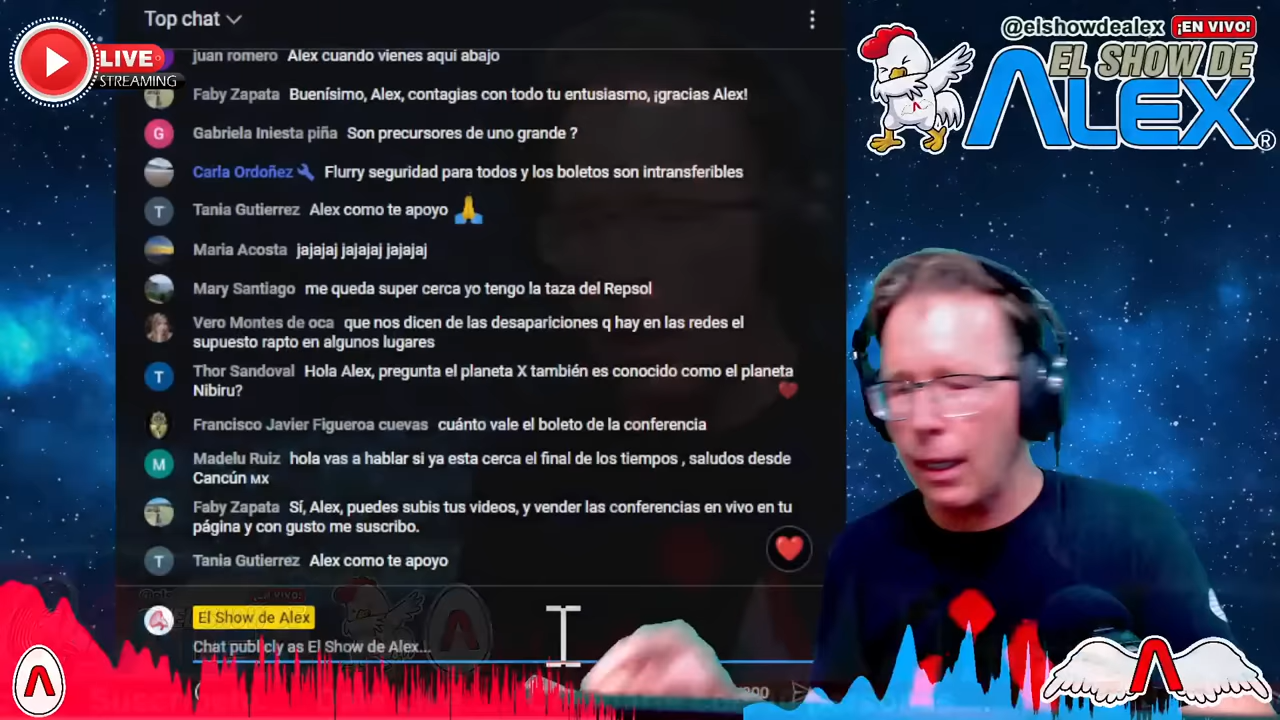 Top chat
LIVE
STREAMING
@elshowdealex ¡EN VIVO!
EL SHOW DE
ALEX®
juan romero Alex cuando vienes aquí abajo
Faby Zapata Buenísimo, Alex, contagias con todo tu entusiasmo, ¡gracias Alex!
G Gabriela Iniesta piña Son precursores de uno grande ?
Carla Ordoñez Flurry seguridad para todos y los boletos son intransferibles
T Tania Gutierrez Alex como te apoyo
Maria Acosta jajajaj jajajaj jajajaj
Mary Santiago me queda super cerca yo tengo la taza del Repsol
Vero Montes de oca que nos dicen de las desapariciones q hay en las redes el
supuesto rapto en algunos lugares
T Thor Sandoval Hola Alex, pregunta el planeta X también es conocido como el planeta
Nibiru?
Francisco Javier Figueroa cuevas cuánto vale el boleto de la conferencia
M Madelu Ruiz hola vas a hablar si ya esta cerca el final de los tiempos , saludos desde
Cancún MX
Faby Zapata Sí, Alex, puedes subis tus videos, y vender las conferencias en vivo en tu
página y con gusto me suscribo.
T Tania Gutierrez Alex como te apoyo
El Show de Alex
Chat publicly as El Show de Alex...